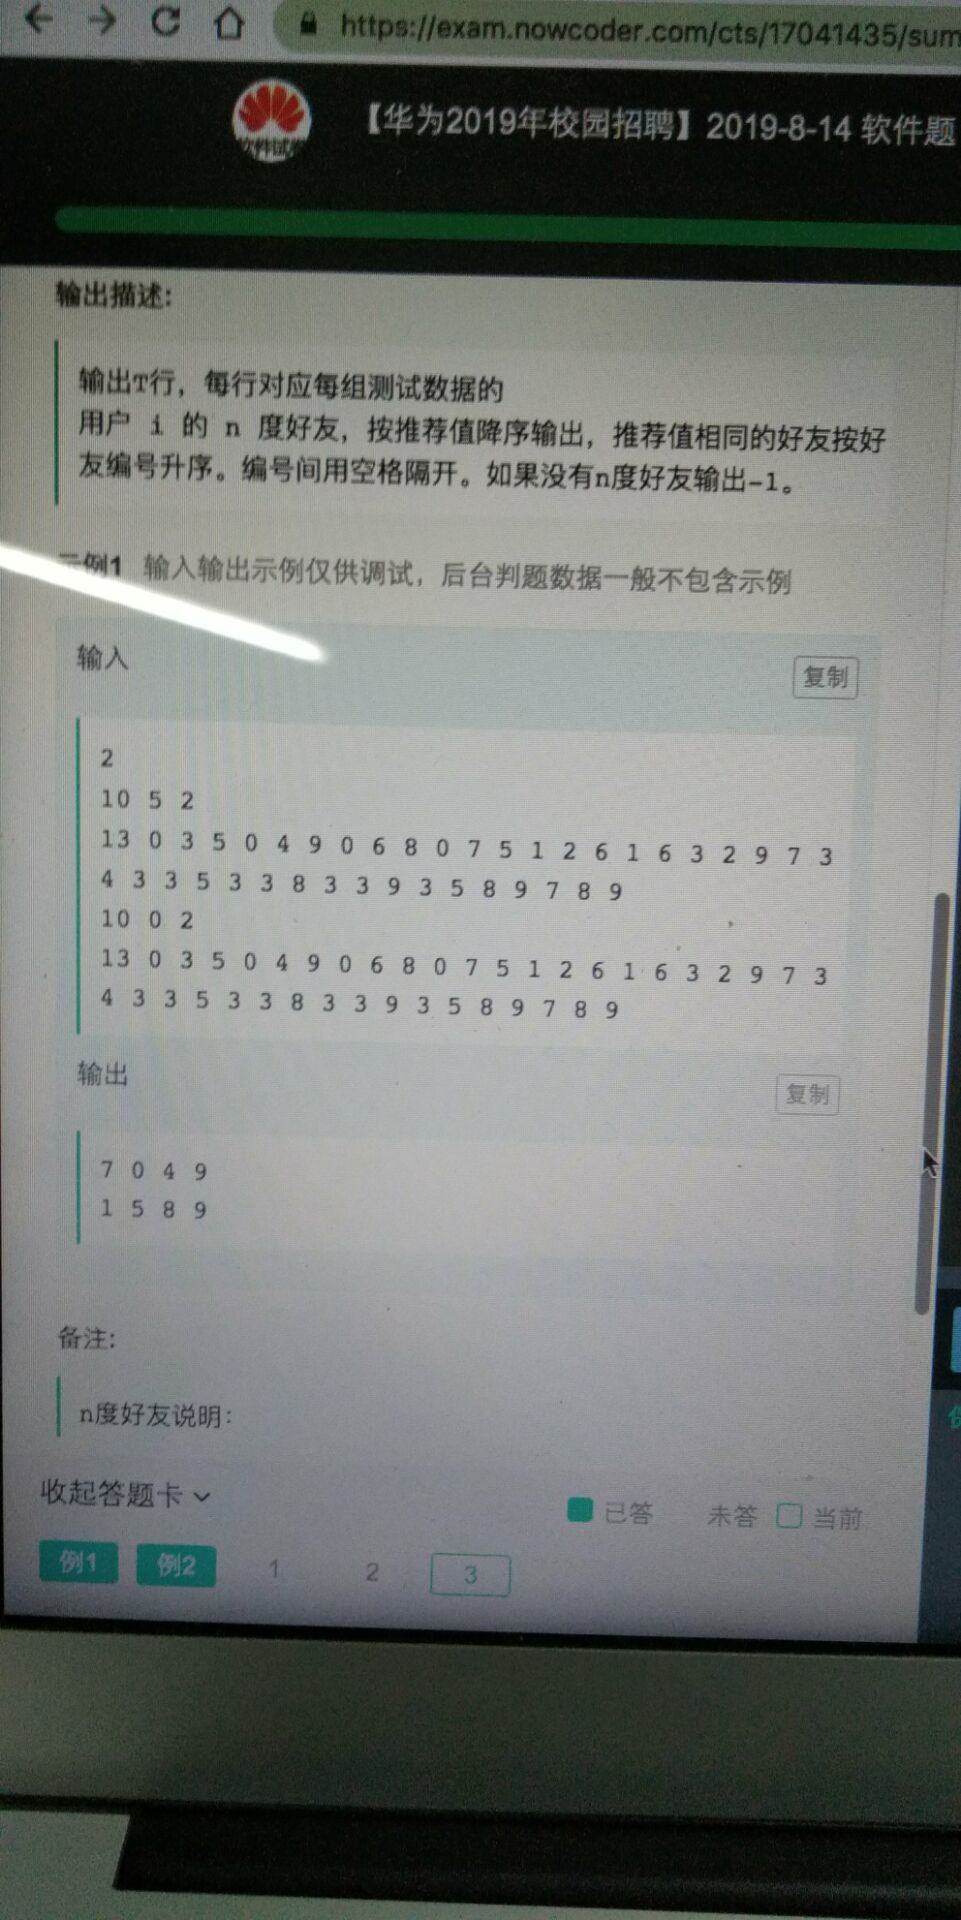 https://exam.nowcoder.com/cts/17041435/sum
【华为2019年校园招聘】2019-8-14 软件题
输出描述:
输出T行，每行对应每组测试数据的
用户 i 的 n 度好友，按推荐值降序输出，推荐值相同的好友按好
友编号升序。编号间用空格隔开。如果没有n度好友输出-1。
示例1 输入输出示例仅供调试，后台判题数据一般不包含示例
输入
复制
2
10 5 2
13 0 3 5 0 4 9 0 6 8 0 7 5 1 2 6 1 6 3 2 9 7 3
4 3 3 5 3 3 8 3 3 9 3 5 8 9 7 8 9
10 0 2
13 0 3 5 0 4 9 0 6 8 0 7 5 1 2 6 1 6 3 2 9 7 3
4 3 3 5 3 3 8 3 3 9 3 5 8 9 7 8 9
输出
复制
7 0 4 9
1 5 8 9
备注:
n度好友说明:
收起答题卡
已答 未答 当前
例1 例2 1 2 3